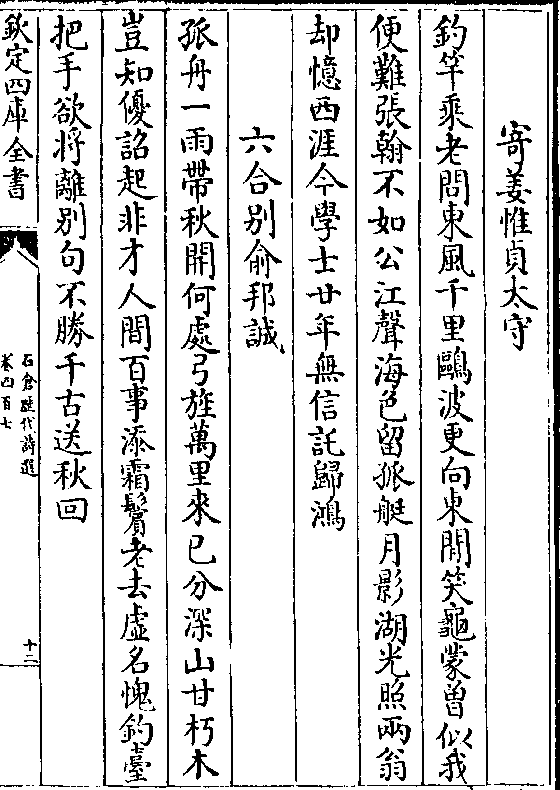 寄姜惟貞太守
釣竿乘老問東風千里鷗波更向東閒笑龜蒙曽似我
便難張翰不如公江聲海色留孤艇月影湖光照兩翁
却憶西涯今學士廿年無信託歸鴻
六合别俞邦誠
孤舟一雨帶秋開何處弓旌萬里來已分深山甘朽木
豈知優詔起非才人間百事添霜鬢老去虚名愧釣臺
把手欲將離别句不勝千古送秋回
欽定四庫全書
石倉歴代詩選
卷四百七
十二